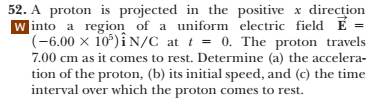 52. A proton is projected in the positive x direction
W into a region of a uniform electric field E⃗ =
(−6.00 × 10⁵)î N/C at t = 0. The proton travels
7.00 cm as it comes to rest. Determine (a) the accelera-
tion of the proton, (b) its initial speed, and (c) the time
interval over which the proton comes to rest.